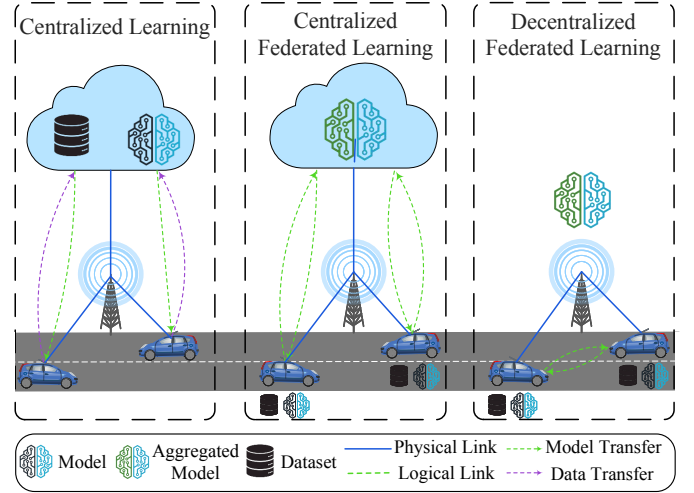 Centralized Learning
Centralized
Federated Learning
Decentralized
Federated Learning
Model
Aggregated
Model
Dataset
Physical Link
Logical Link
Model Transfer
Data Transfer